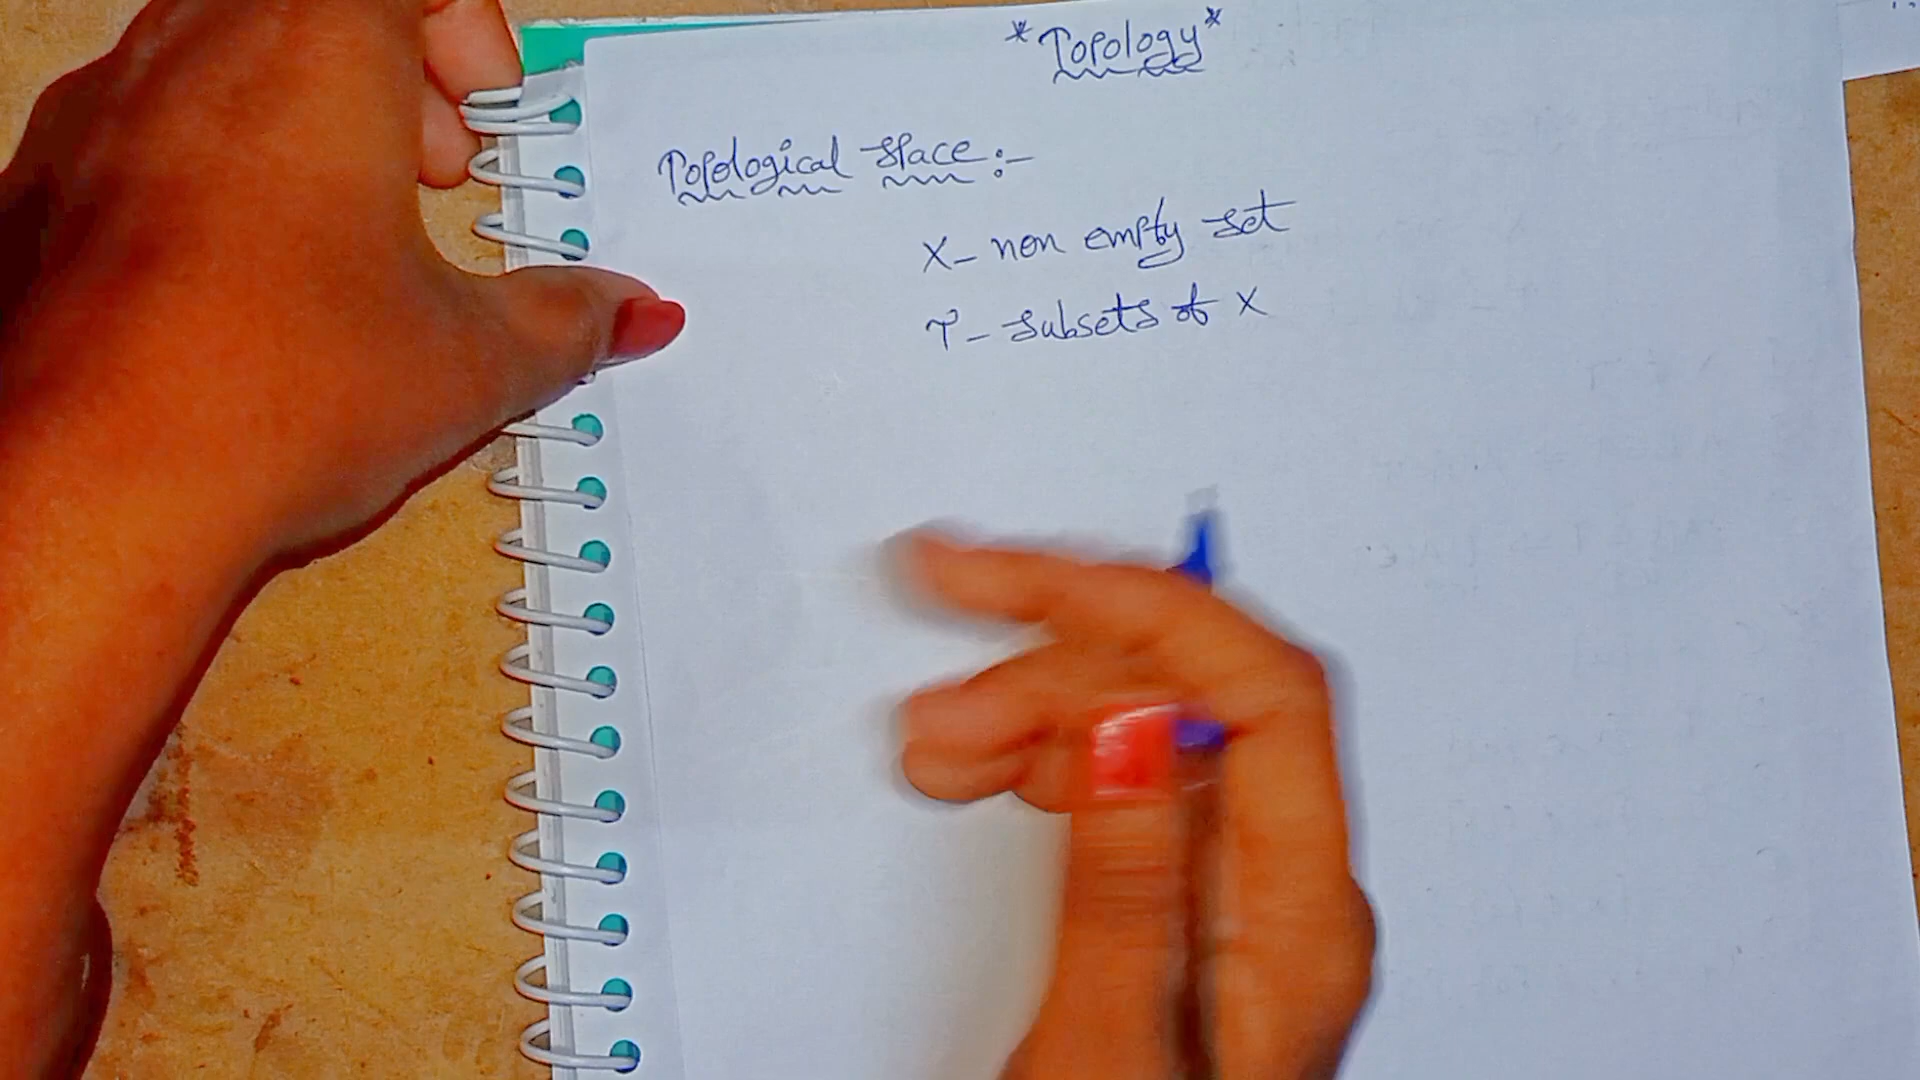 *Topology*
Topological space:-
X- non empty set
T- subsets of X